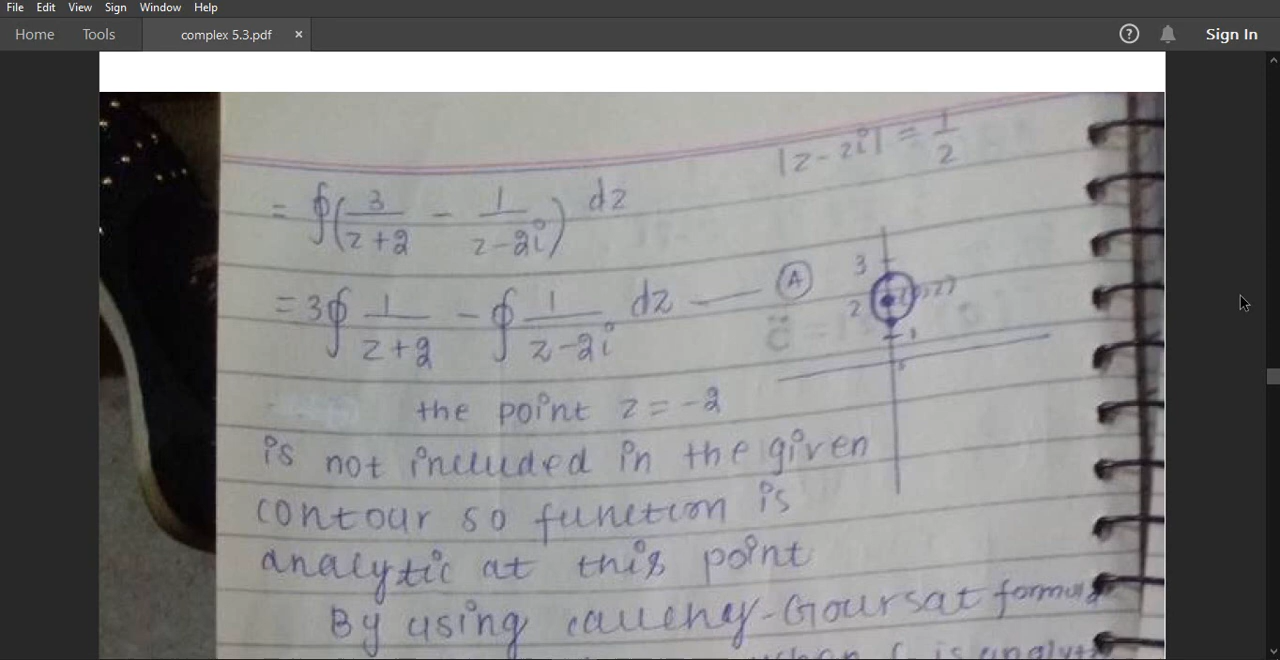 File Edit View Sign Window Help
Home Tools complex 5.3.pdf × ? Sign In
|z-2i| = 1/2
= ∮(3/(z+2) - 1/(z-2i)) dz
= 3∮ 1/(z+2) - ∮ 1/(z-2i) dz — (A)
3
2
the point z = -2
is not included in the given
contour so function is
analytic at this point
By using cauchy-Goursat
is